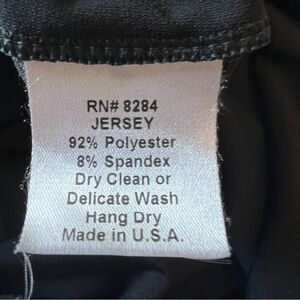 RN# 8284
JERSEY
92% Polyester
8% Spandex
Dry Clean or
Delicate Wash
Hang Dry
Made in U.S.A.